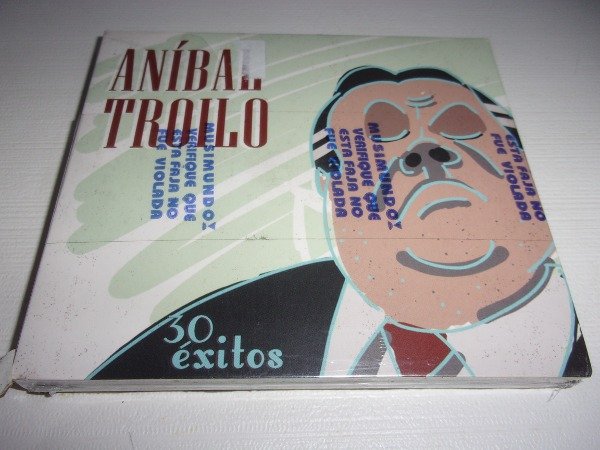 ANÍBAL
TROILO
MUSIMUNDO:
VERIFIQUE QUE
ESTA FAJA NO
FUE VIOLADA
MUSIMUNDO:
VERIFIQUE QUE
ESTA FAJA NO
FUE VIOLADA
ESTA FAJA NO
FUE VIOLADA
30
éxitos